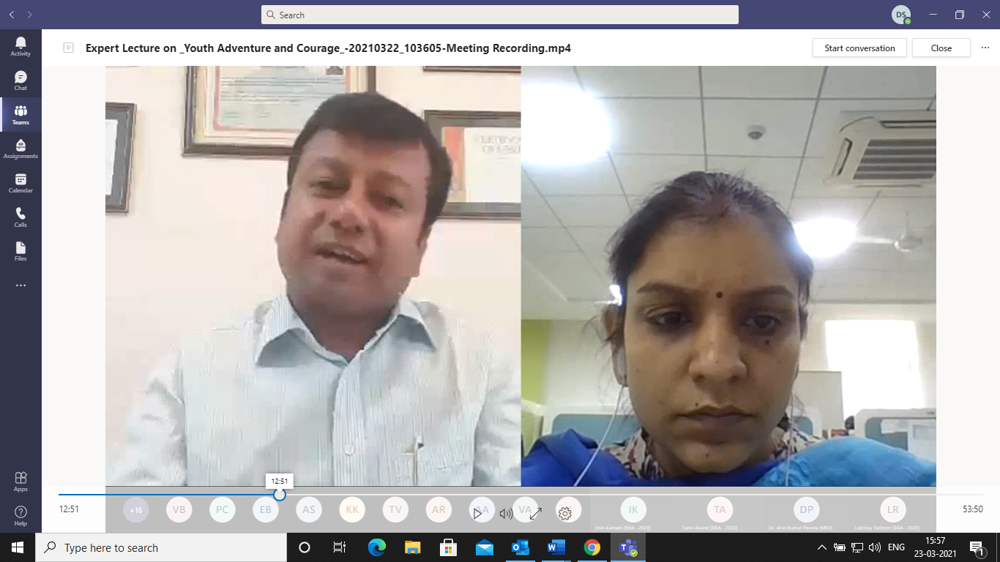 Search
DS
Activity
Chat
Teams
Assignments
Calendar
Calls
Files
Apps
Help
Expert Lecture on _Youth Adventure and Courage_-20210322_103605-Meeting Recording.mp4
Start conversation
Close
12:51
12:51
53:50
+16
VB
PC
EB
AS
KK
TV
AR
AA
VA
IK
TA
DP
LR
Irish Kamani [BBA - 2020]
Tanvi Anand [BBA - 2020]
Dr. Arun Kumar Poonia [MUJ]
Lakshay Rathore [BBA - 2020]
Type here to search
ENG
15:57
23-03-2021
1